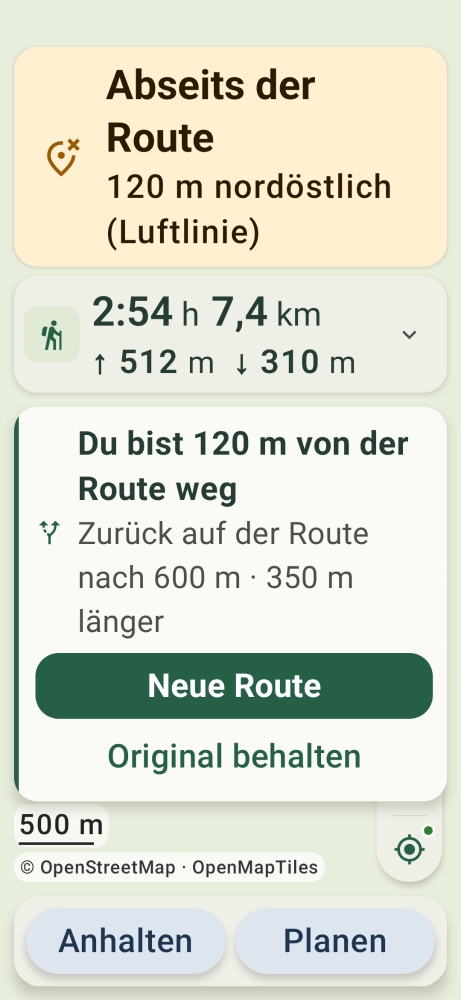 Abseits der
Route
120 m nordöstlich
(Luftlinie)
2:54 h 7,4 km
↑ 512 m ↓ 310 m
Du bist 120 m von der
Route weg
Zurück auf der Route
nach 600 m · 350 m
länger
Neue Route
Original behalten
500 m
© OpenStreetMap · OpenMapTiles
Anhalten
Planen